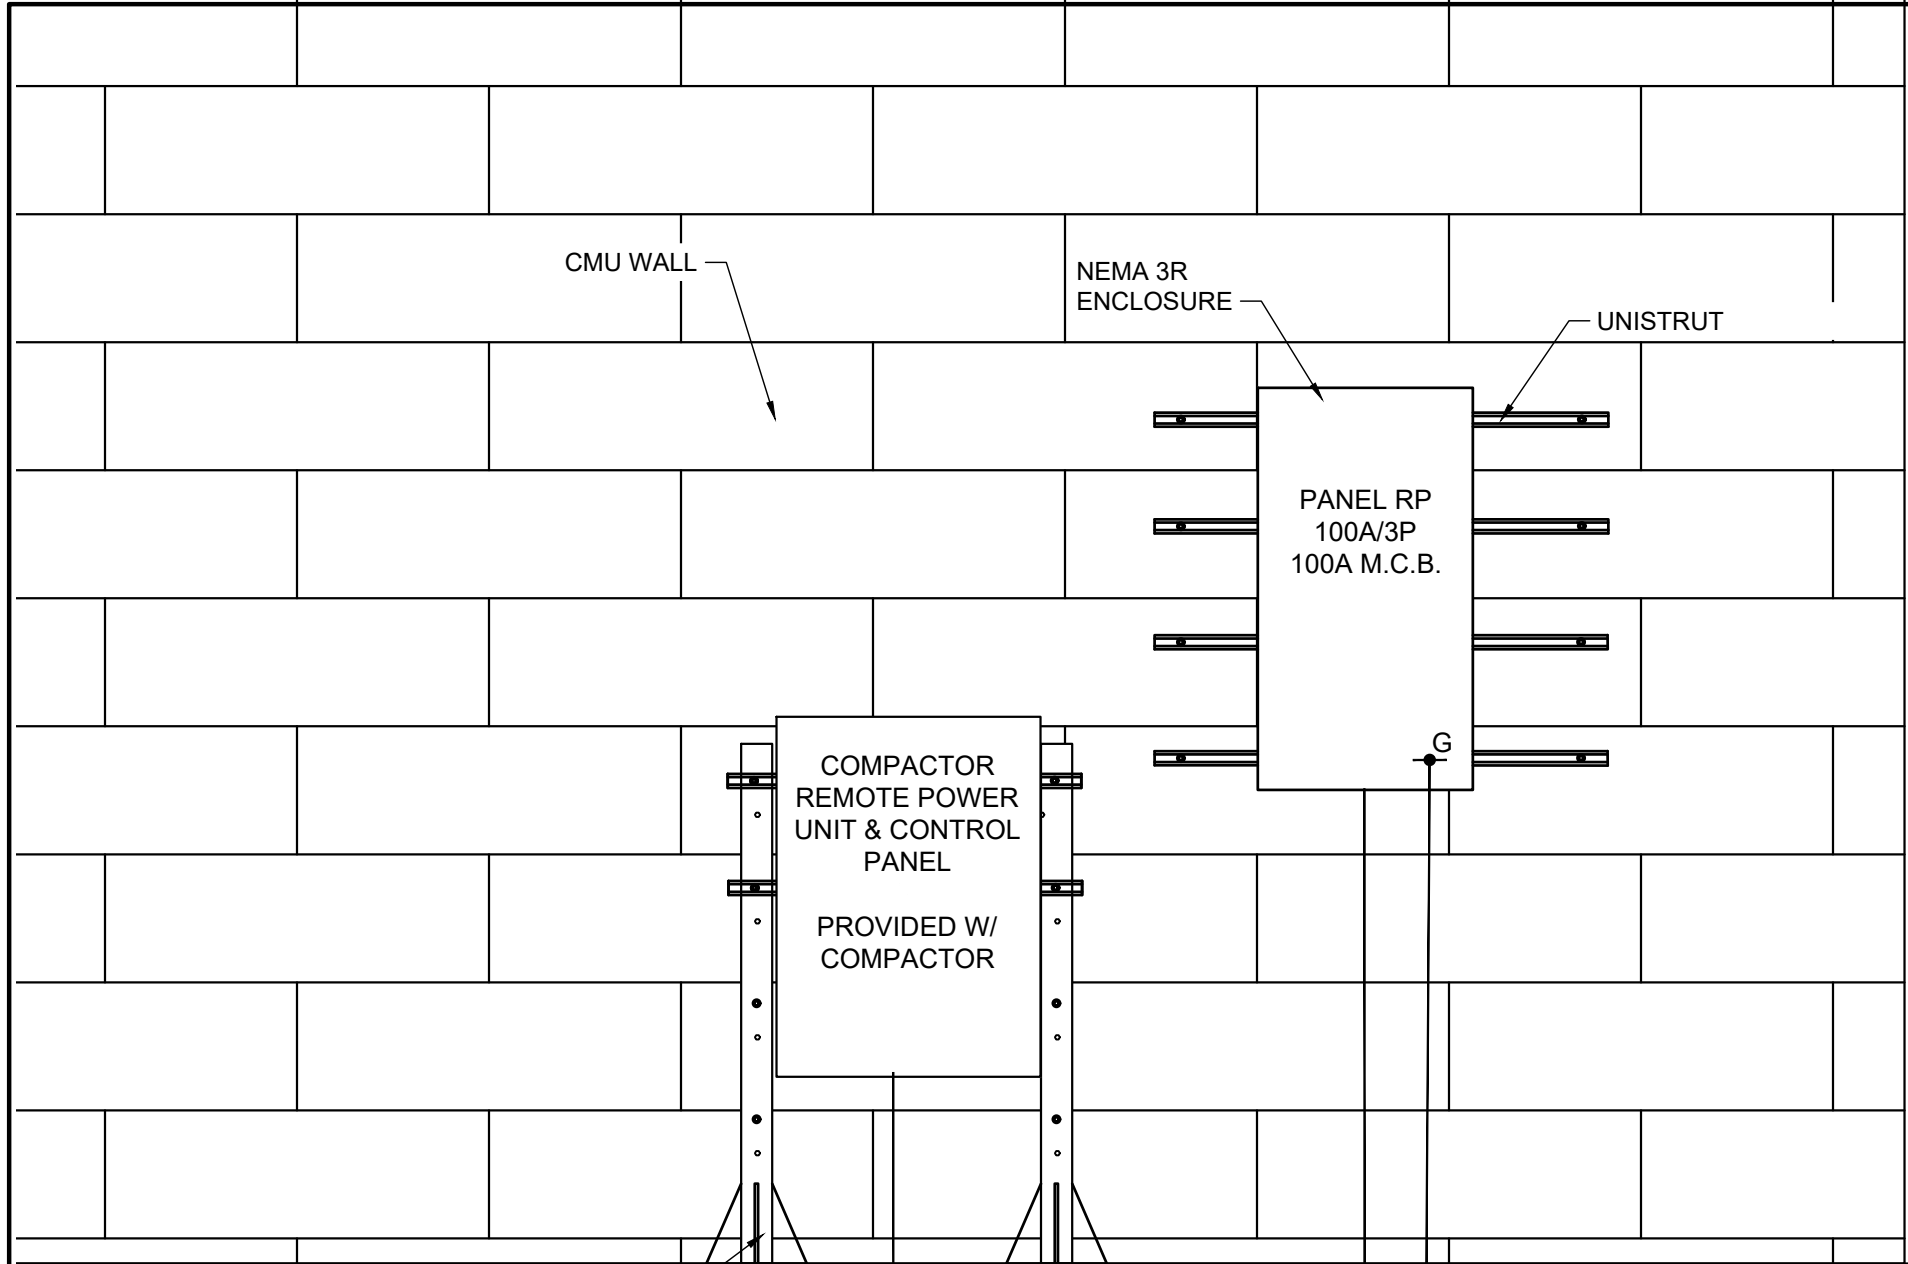 CMU WALL
NEMA 3R
ENCLOSURE
UNISTRUT
PANEL RP
100A/3P
100A M.C.B.
G
COMPACTOR
REMOTE POWER
UNIT & CONTROL
PANEL
PROVIDED W/
COMPACTOR